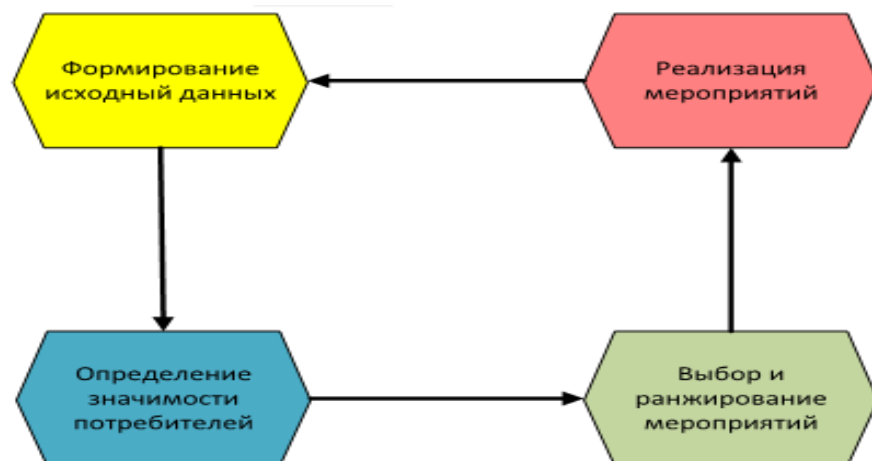 Формирование
исходный данных
Реализация
мероприятий
Определение
значимости
потребителей
Выбор и
ранжирование
мероприятий